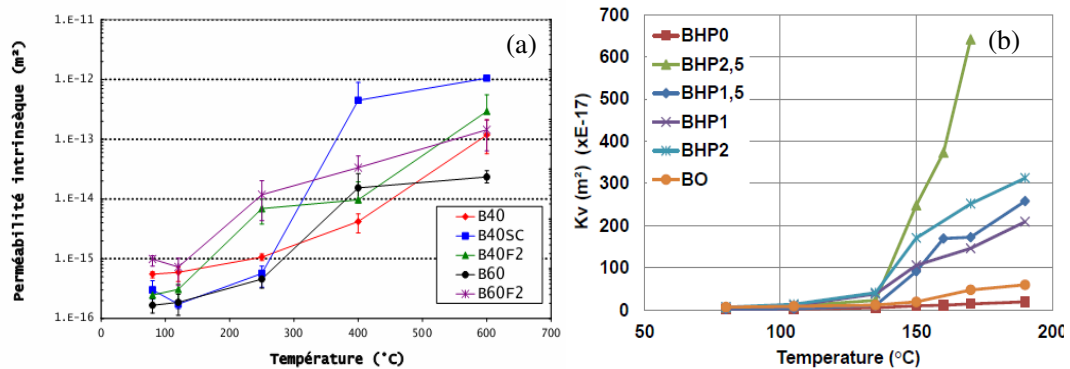 Perméabilité intrinsèque (m²)
1.E-11
1.E-12
1.E-13
1.E-14
1.E-15
1.E-16
(a)
B40
B40SC
B40F2
B60
B60F2
0
100
200
300
400
500
600
700
Température (°C)
Kv (m²) (xE-17)
700
600
500
400
300
200
100
0
(b)
BHP0
BHP2,5
BHP1,5
BHP1
BHP2
BO
50
100
150
200
Temperature (°C)